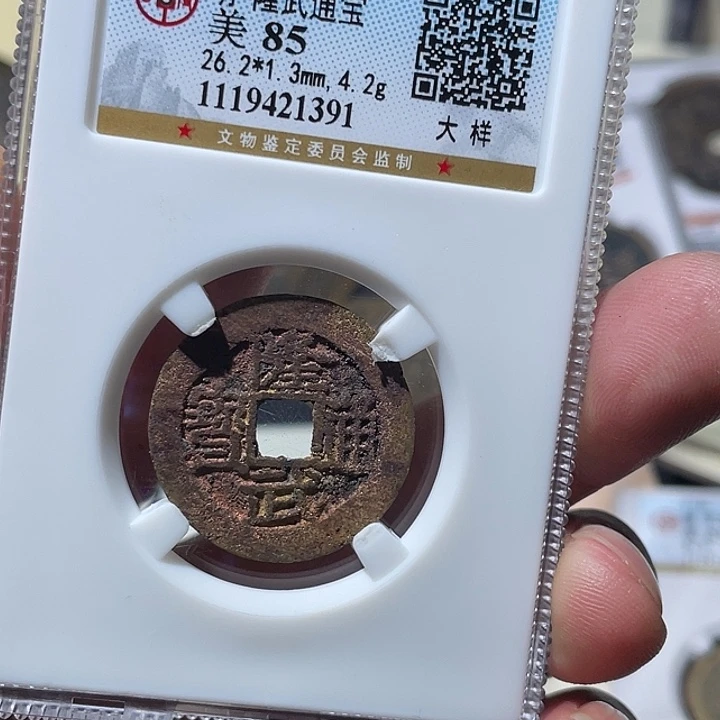 隆武通宝
美 85
26.2*1.3mm,4.2g
1119421391
大样
★ 文物鉴定委员会监制 ★
隆
寳 通
武